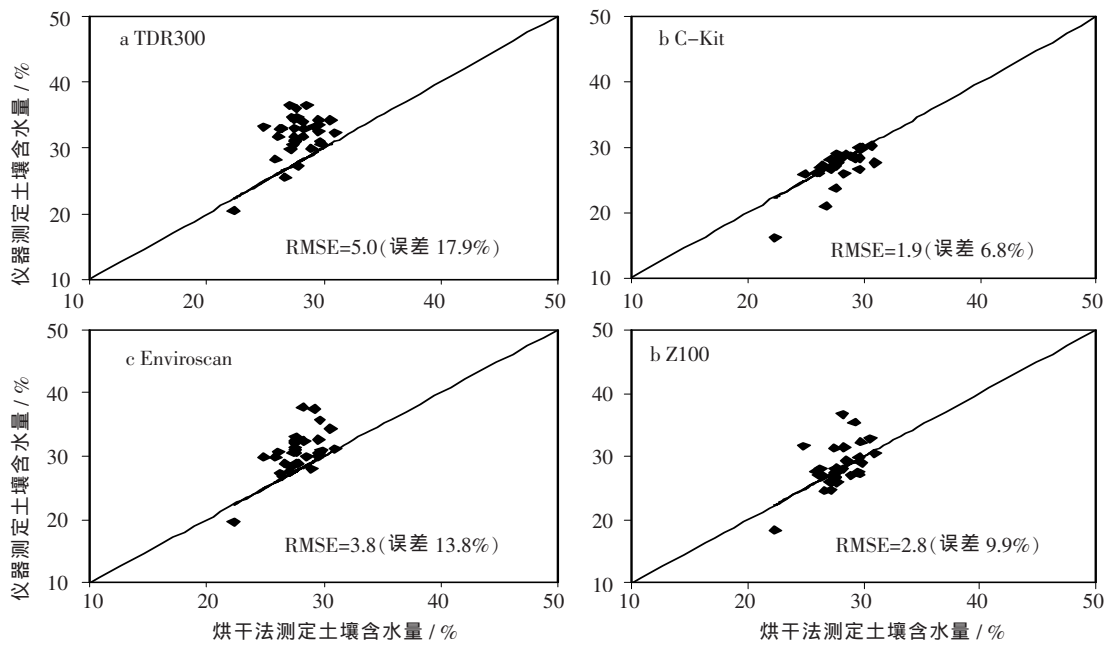 50
40
30
20
10
10 20 30 40 50
仪器测定土壤含水量 / %
a TDR300
RMSE=5.0(误差 17.9%)
50
40
30
20
10
10 20 30 40 50
b C-Kit
RMSE=1.9(误差 6.8%)
50
40
30
20
10
10 20 30 40 50
仪器测定土壤含水量 / %
c Enviroscan
RMSE=3.8(误差 13.8%)
烘干法测定土壤含水量 / %
50
40
30
20
10
10 20 30 40 50
b Z100
RMSE=2.8(误差 9.9%)
烘干法测定土壤含水量 / %